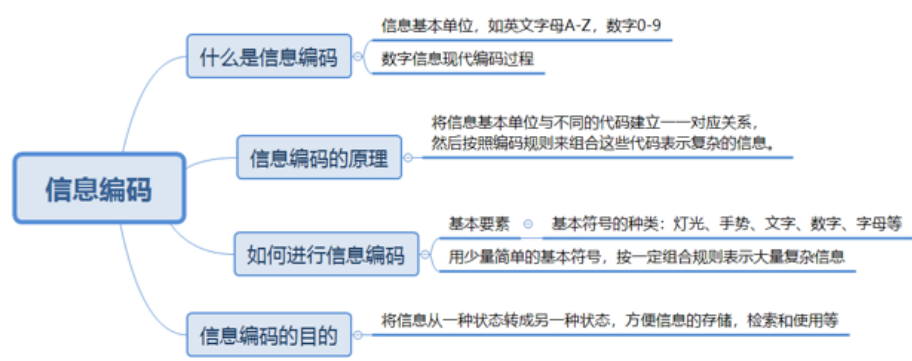 信息编码
什么是信息编码
信息基本单位，如英文字母A-Z，数字0-9
数字信息现代编码过程
信息编码的原理
将信息基本单位与不同的代码建立一一对应关系，
然后按照编码规则来组合这些代码表示复杂的信息。
如何进行信息编码
基本要素
基本符号的种类：灯光、手势、文字、数字、字母等
用少量简单的基本符号，按一定组合规则表示大量复杂信息
信息编码的目的
将信息从一种状态转成另一种状态，方便信息的存储，检索和使用等